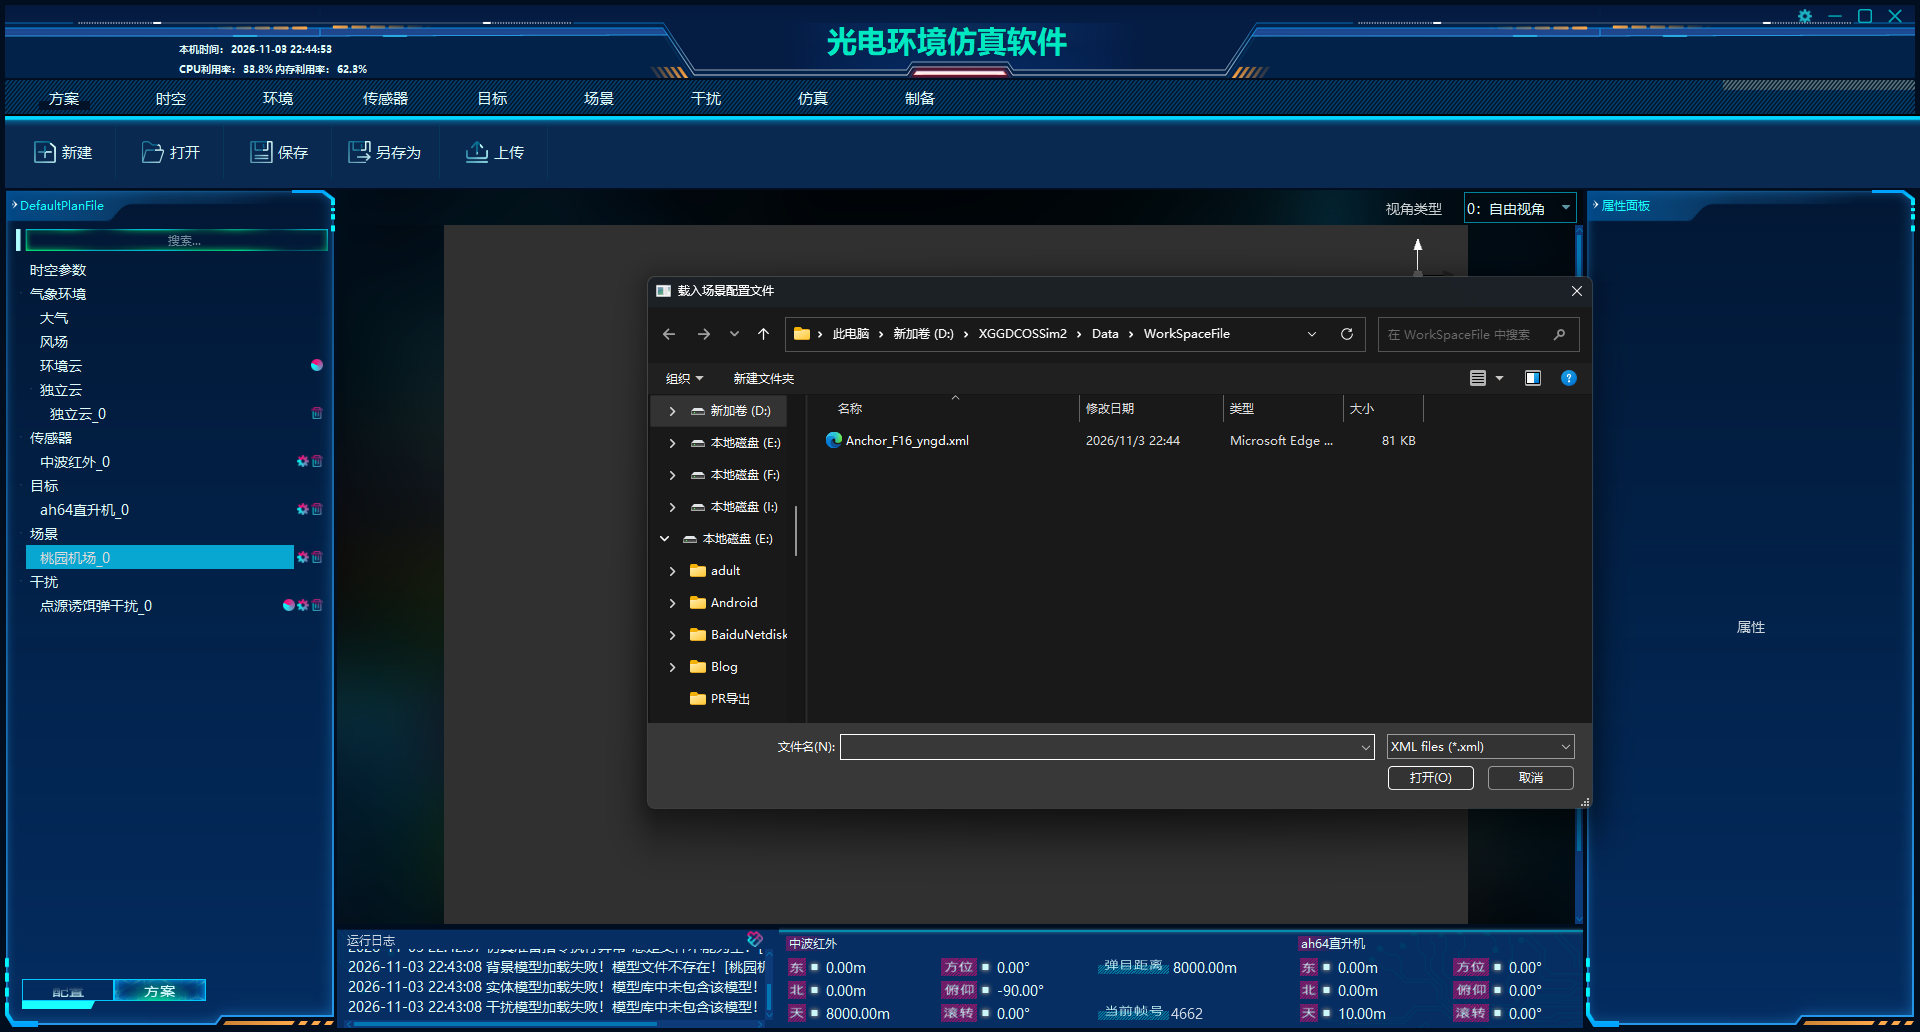 光电环境仿真软件
本机时间： 2026-11-03 22:44:53
CPU利用率： 33.8% 内存利用率： 62.3%
方案 时空 环境 传感器 目标 场景 干扰 仿真 制备
新建 打开 保存 另存为 上传
DefaultPlanFile
搜索...
时空参数
气象环境
大气
风场
环境云
独立云
独立云_0
传感器
中波红外_0
目标
ah64直升机_0
场景
桃园机场_0
干扰
点源诱饵弹干扰_0
配置 方案
视角类型 0：自由视角
属性面板
属性
载入场景配置文件
此电脑 › 新加卷 (D:) › XGGDCOSSim2 › Data › WorkSpaceFile
在 WorkSpaceFile 中搜索
组织 新建文件夹
新加卷 (D:)
本地磁盘 (E:)
本地磁盘 (F:)
本地磁盘 (I:)
本地磁盘 (E:)
adult
Android
BaiduNetdisk
Blog
PR导出
名称 修改日期 类型 大小
Anchor_F16_yngd.xml 2026/11/3 22:44 Microsoft Edge ... 81 KB
文件名(N): XML files (*.xml)
打开(O) 取消
运行日志
2026-11-03 22:43:08 背景模型加载失败！模型文件不存在！[桃园机
2026-11-03 22:43:08 实体模型加载失败！模型库中未包含该模型！
2026-11-03 22:43:08 干扰模型加载失败！模型库中未包含该模型！
中波红外
东 0.00m 方位 0.00° 弹目距离 8000.00m
北 0.00m 俯仰 -90.00°
天 8000.00m 滚转 0.00° 当前帧号 4662
ah64直升机
东 0.00m 方位 0.00°
北 0.00m 俯仰 0.00°
天 10.00m 滚转 0.00°